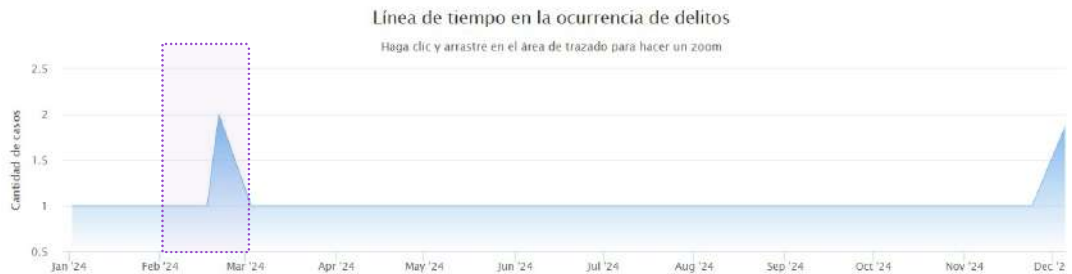 Línea de tiempo en la ocurrencia de delitos
Haga clic y arrastre en el área de trazado para hacer un zoom
Cantidad de casos
2.5
2
1.5
1
0.5
Jan '24 Feb '24 Mar '24 Apr '24 May '24 Jun '24 Jul '24 Aug '24 Sep '24 Oct '24 Nov '24 Dec '2